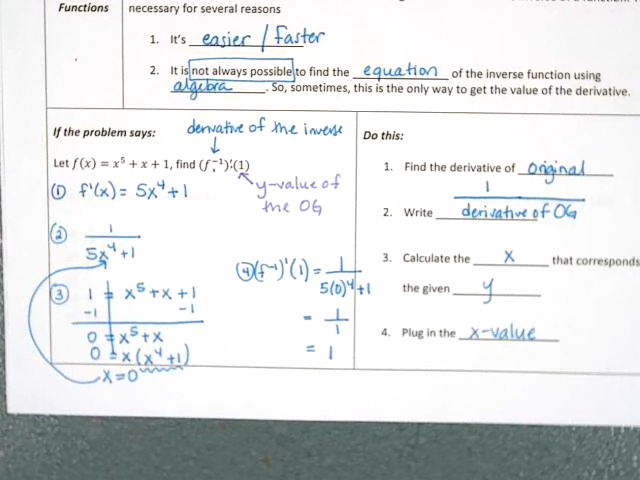 Functions
necessary for several reasons
1. It's easier / faster
2. It is not always possible to find the equation of the inverse function using
algebra. So, sometimes, this is the only way to get the value of the derivative.
If the problem says:
derivative of the inverse
Let f(x) = x⁵ + x + 1, find (f⁻¹)'(1)
y-value of
the OG
① f'(x) = 5x⁴+1
② 1
5x⁴+1
③ 1 = x⁵+x+1
-1 -1
0 = x⁵+x
0 = x(x⁴+1)
x=0
④ (f⁻¹)'(1) = 1
5(0)⁴+1
= 1
1
= 1
Do this:
1. Find the derivative of original
1
2. Write derivative of OG
3. Calculate the x that corresponds
the given y
4. Plug in the x-value